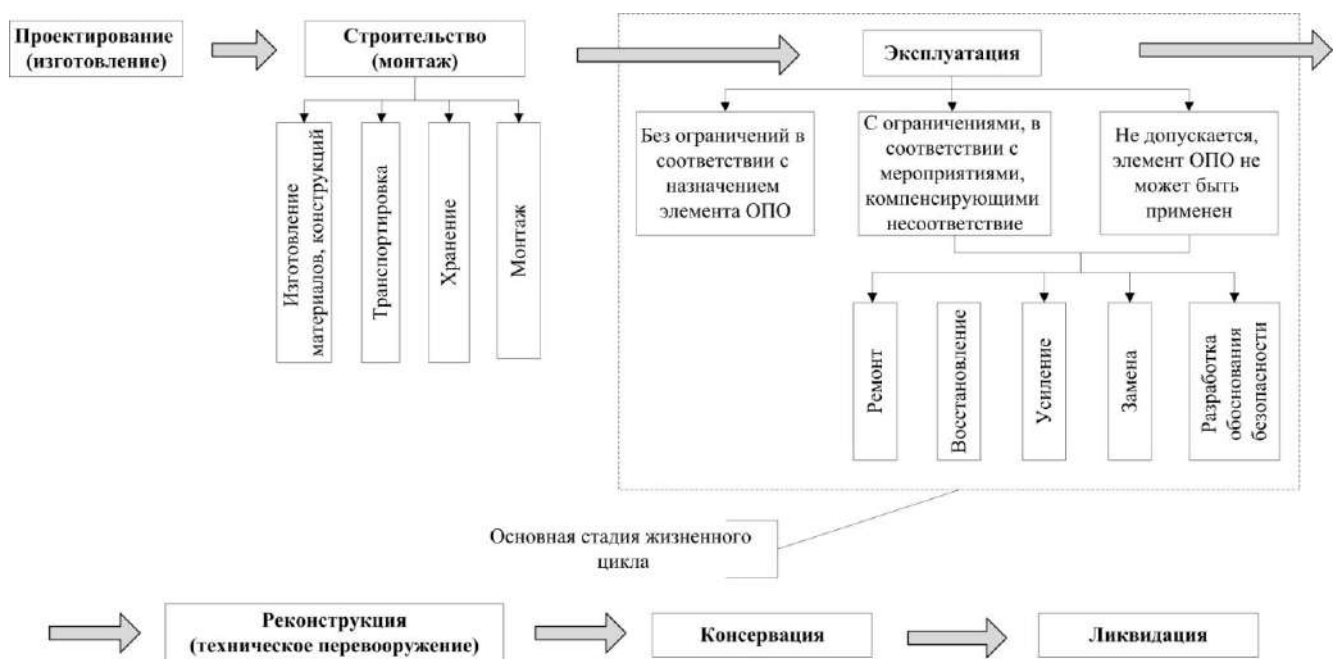 Проектирование
(изготовление)
Строительство
(монтаж)
Эксплуатация
Изготовление
материалов, конструкций
Транспортировка
Хранение
Монтаж
Без ограничений в
соответствии с
назначением
элемента ОПО
С ограничениями, в
соответствии с
мероприятиями,
компенсирующими
несоответствие
Не допускается,
элемент ОПО не
может быть
применен
Ремонт
Восстановление
Усиление
Замена
Разработка
обоснования
безопасности
Основная стадия жизненного
цикла
Реконструкция
(техническое перевооружение)
Консервация
Ликвидация